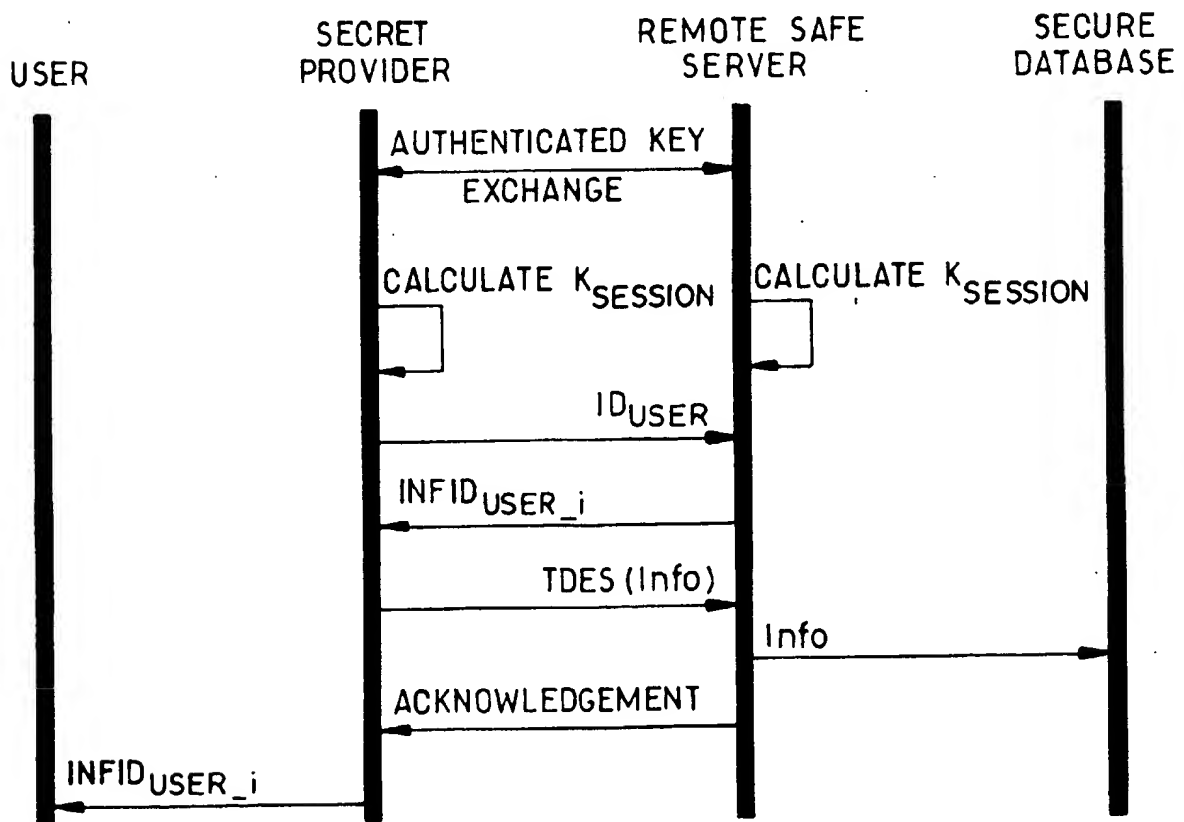 USER
SECRET
PROVIDER
REMOTE SAFE
SERVER
SECURE
DATABASE
AUTHENTICATED KEY
EXCHANGE
CALCULATE KSESSION
CALCULATE KSESSION
IDUSER
INFIDUSER_i
TDES (Info)
Info
ACKNOWLEDGEMENT
INFIDUSER_i